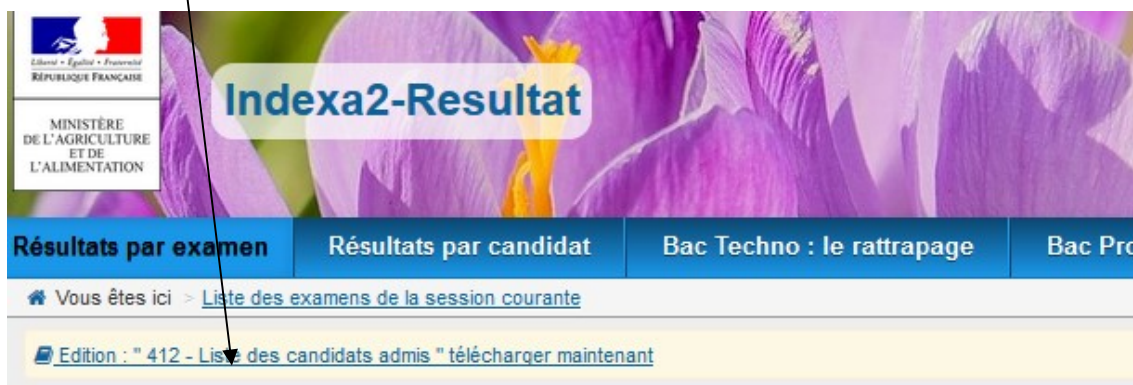 Liberté • Égalité • Fraternité
RÉPUBLIQUE FRANÇAISE
MINISTÈRE
DE L'AGRICULTURE
ET DE
L'ALIMENTATION
Indexa2-Resultat
Résultats par examen
Résultats par candidat
Bac Techno : le rattrapage
Bac Pro
Vous êtes ici > Liste des examens de la session courante
Edition : " 412 - Liste des candidats admis " télécharger maintenant